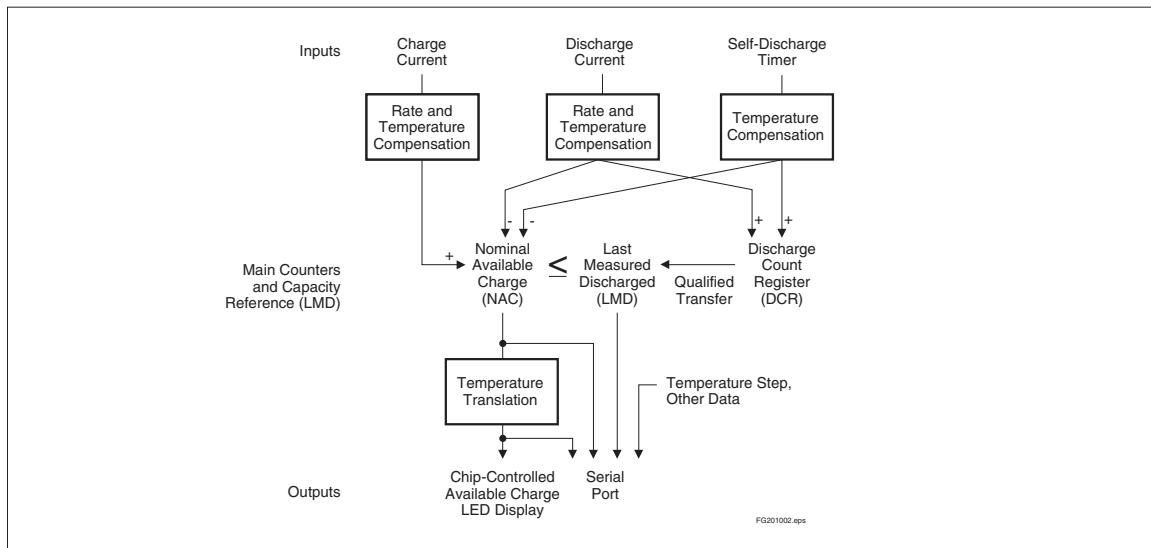 Inputs
Charge
Current
Discharge
Current
Self-Discharge
Timer
Rate and
Temperature
Compensation
Rate and
Temperature
Compensation
Temperature
Compensation
-
-
+
+
+
Main Counters
and Capacity
Reference (LMD)
Nominal
Available
Charge
(NAC)
≤
Last
Measured
Discharged
(LMD)
Qualified
Transfer
Discharge
Count
Register
(DCR)
Temperature
Translation
Temperature Step,
Other Data
Outputs
Chip-Controlled
Available Charge
LED Display
Serial
Port
FG201002.eps